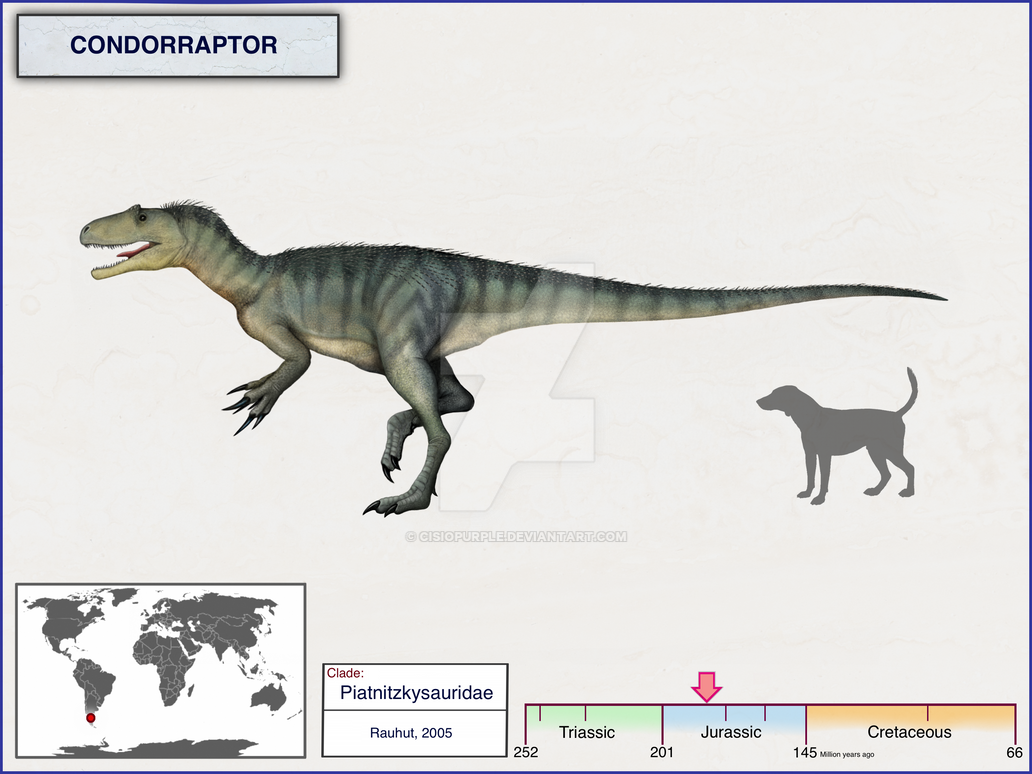 CONDORRAPTOR
© CISIOPURPLE.DEVIANTART.COM
Clade:
Piatnitzkysauridae
Rauhut, 2005
Triassic Jurassic Cretaceous
252 201 145 Million years ago 66